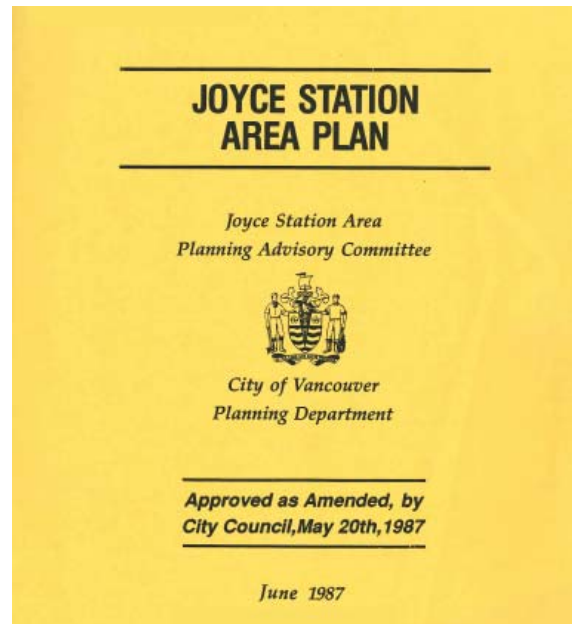 JOYCE STATION
AREA PLAN
Joyce Station Area
Planning Advisory Committee
City of Vancouver
Planning Department
Approved as Amended, by
City Council,May 20th,1987
June 1987